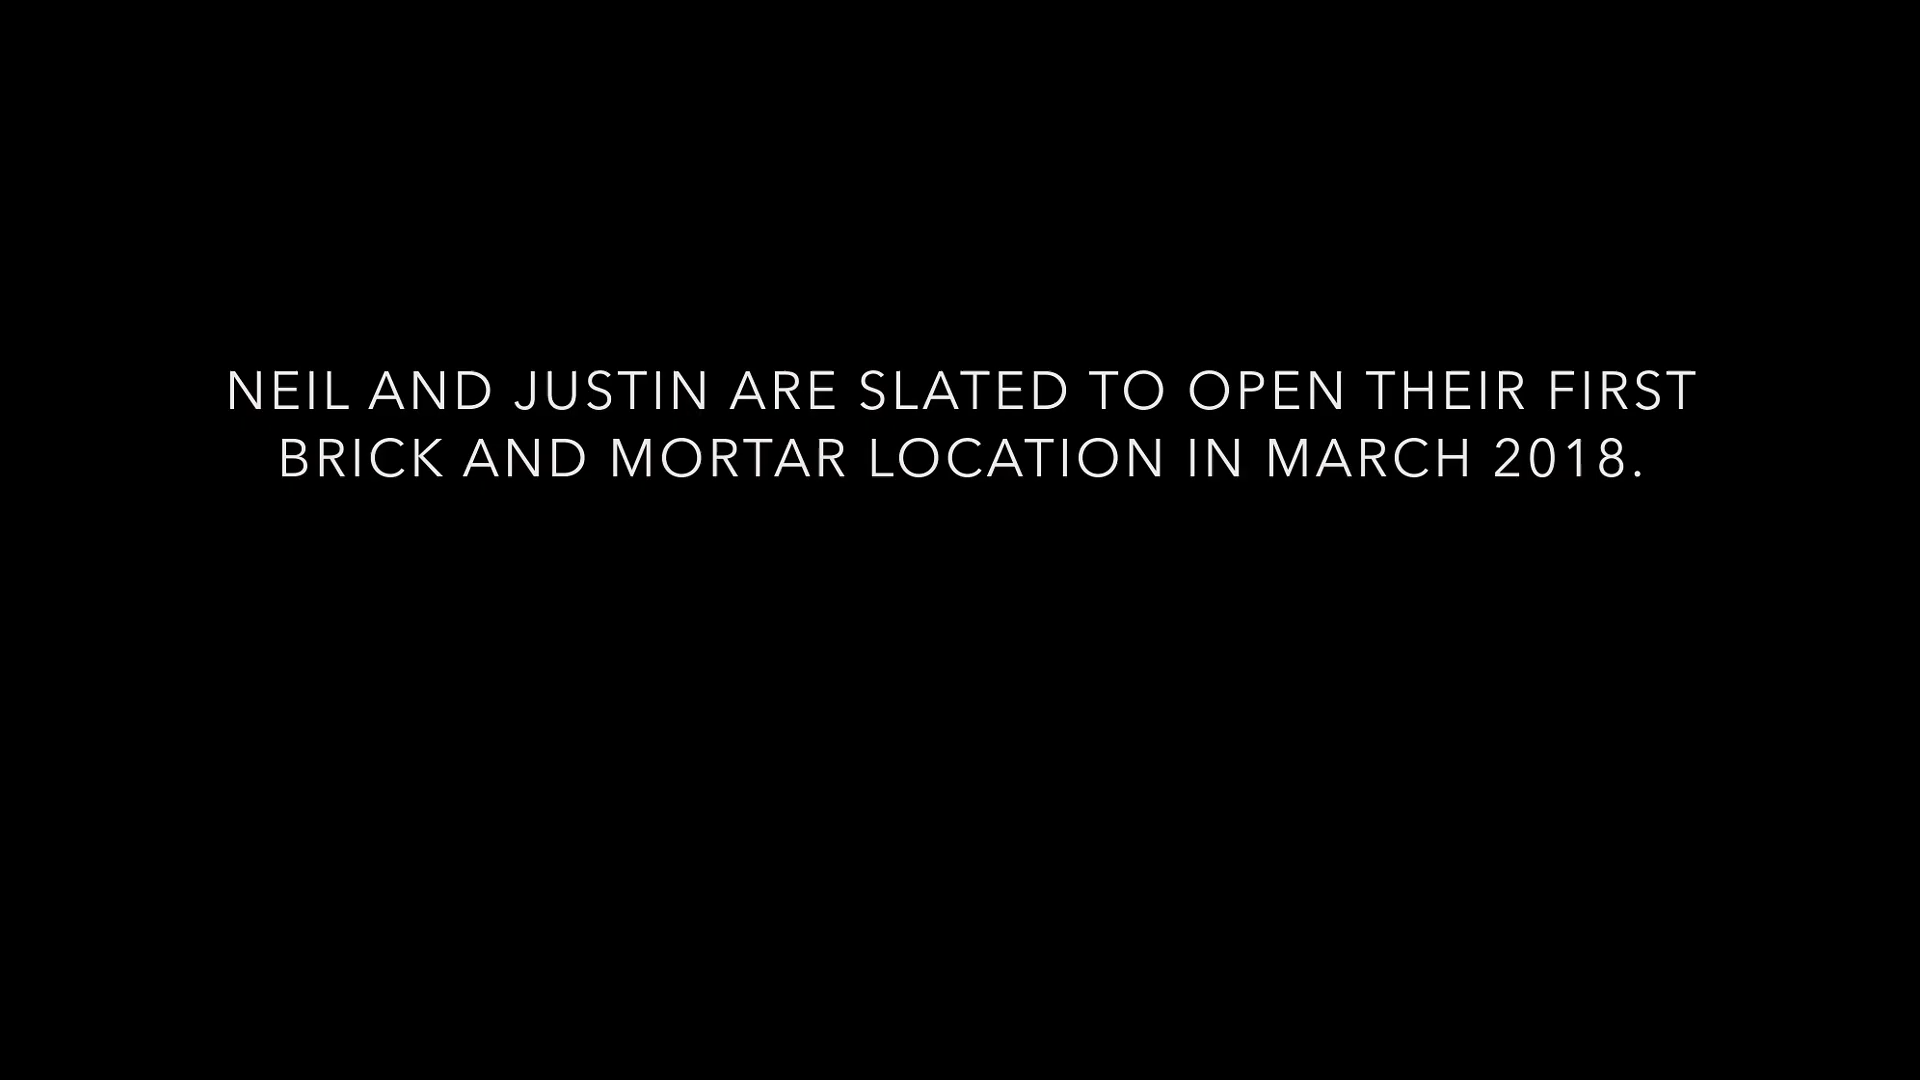 NEIL AND JUSTIN ARE SLATED TO OPEN THEIR FIRST
BRICK AND MORTAR LOCATION IN MARCH 2018.